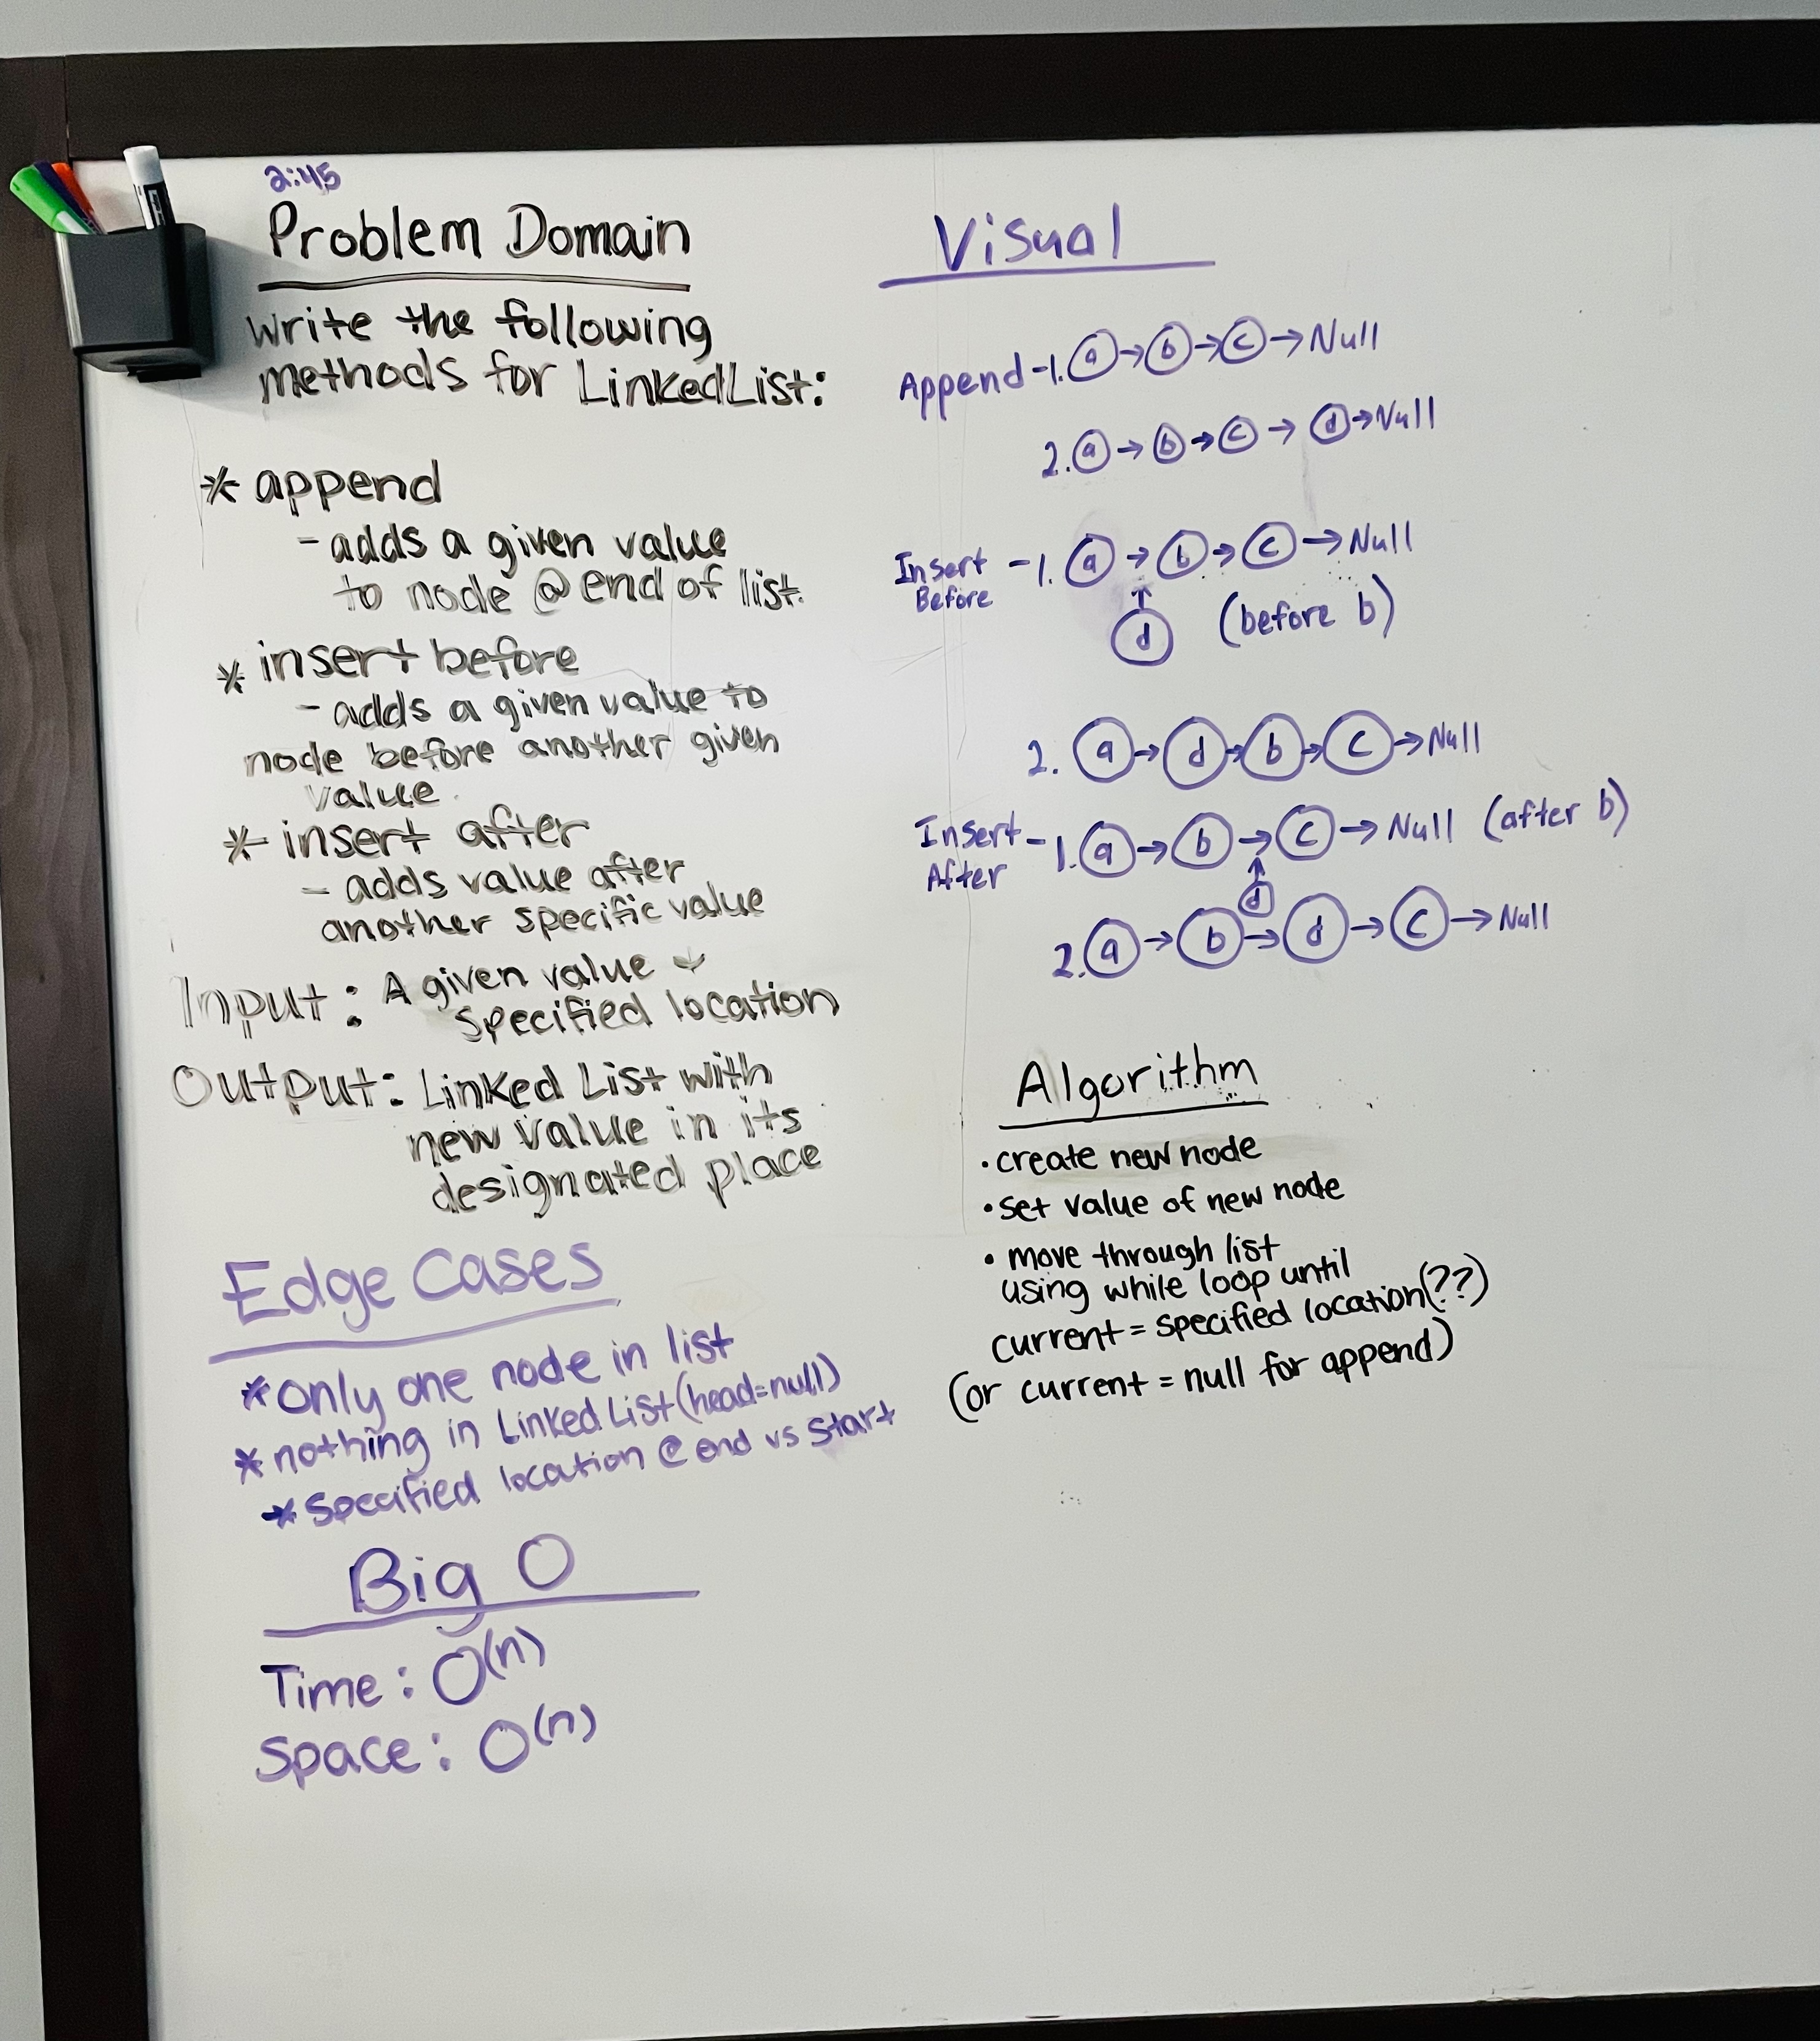 2:45
Problem Domain
write the following
methods for LinkedList:
* append
- adds a given value
to node @ end of list.
* insert before
- adds a given value to
node before another given
value.
* insert after
- adds value after
another specific value
Input: A given value +
specified location
Output: Linked List with
new value in its
designated place
Edge Cases
* only one node in list
* nothing in Linked List (head=null)
* Specified location @ end vs start
Big O
Time: O(n)
Space: O(n)
Visual
Append - 1. a → b → c → Null
2. a → b → c → d → Null
Insert Before - 1. a → b → c → Null
↑
d (before b)
2. a → d → b → c → Null
Insert After - 1. a → b → c → Null (after b)
↑
d
2. a → b → d → c → Null
Algorithm
• create new node
• set value of new node
• move through list
using while loop until
current = specified location(??)
(or current = null for append)